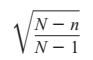 √((N − n)/(N − 1))